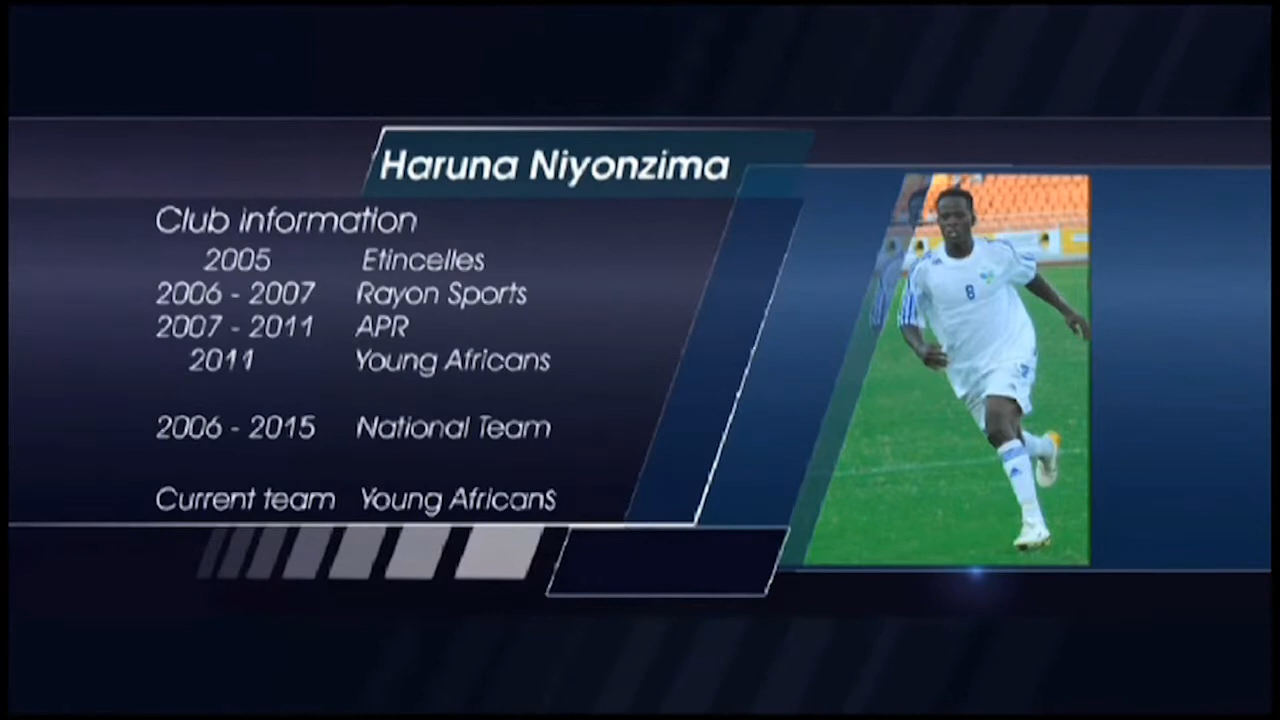 Haruna Niyonzima
Club information
2005 Etincelles
2006 - 2007 Rayon Sports
2007 - 2011 APR
2011 Young Africans
2006 - 2015 National Team
Current team Young Africans
8